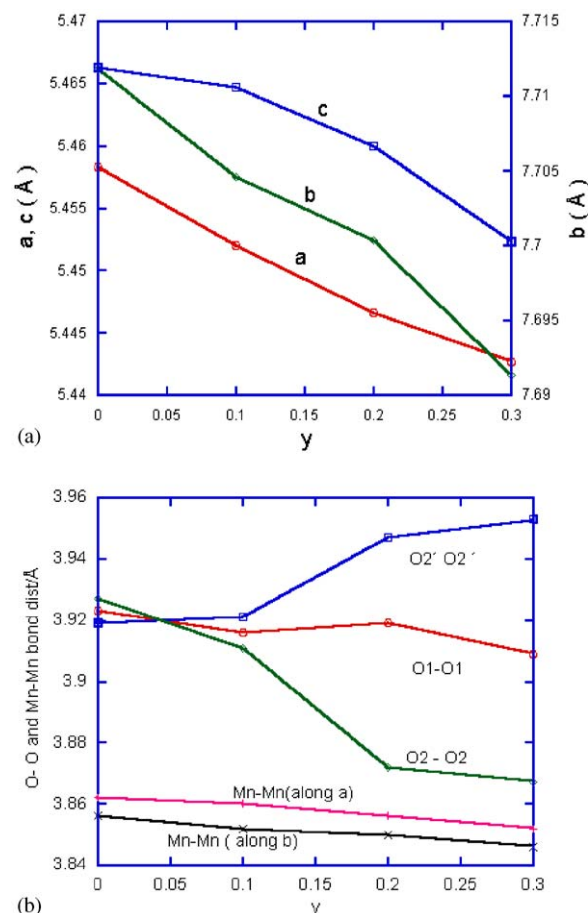 5.47
5.465
5.46
5.455
5.45
5.445
5.44
a, c ( Å )
7.715
7.71
7.705
7.7
7.695
7.69
b ( Å )
c
b
a
0 0.05 0.1 0.15 0.2 0.25 0.3
y
(a)
3.96
3.94
3.92
3.9
3.88
3.86
3.84
O- O and Mn-Mn bond dist/Å
O2´ O2 ´
O1-O1
O2 - O2
Mn-Mn(along a)
Mn-Mn ( along b)
0 0.05 0.1 0.15 0.2 0.25 0.3
y
(b)